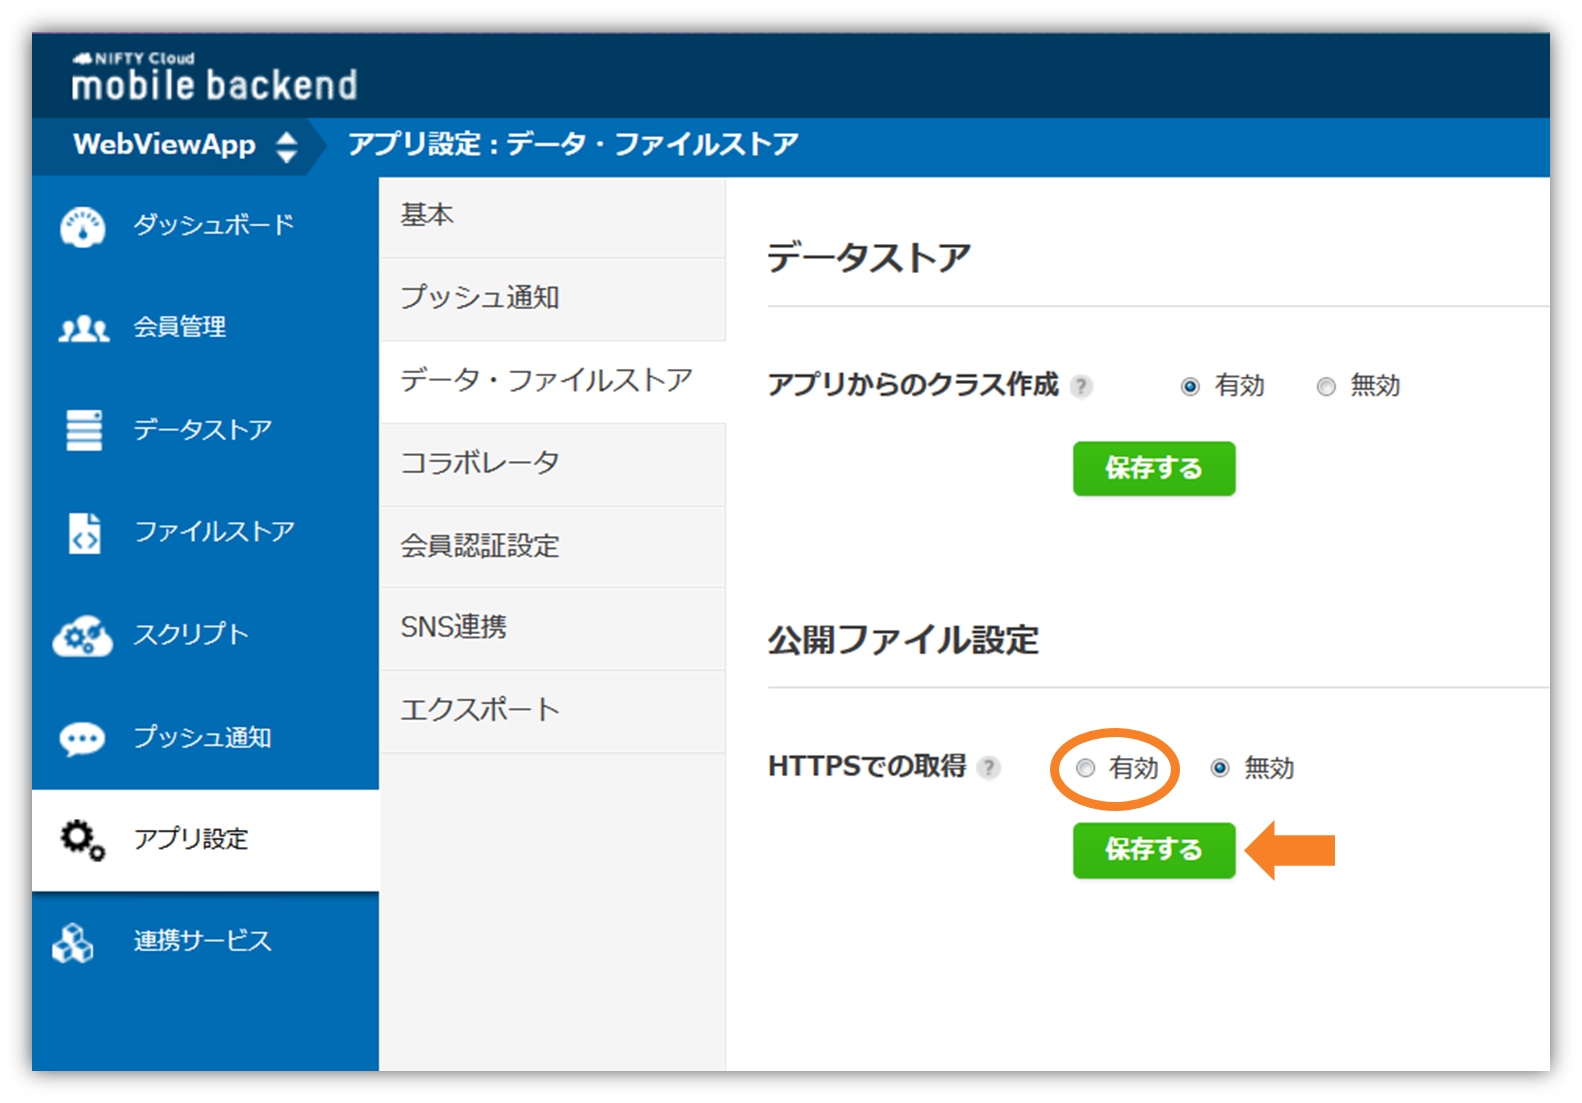 NIFTY Cloud
mobile backend
WebViewApp
アプリ設定：データ・ファイルストア
ダッシュボード
会員管理
データストア
ファイルストア
スクリプト
プッシュ通知
アプリ設定
連携サービス
基本
プッシュ通知
データ・ファイルストア
コラボレータ
会員認証設定
SNS連携
エクスポート
データストア
アプリからのクラス作成 ? 有効 無効
保存する
公開ファイル設定
HTTPSでの取得 ? 有効 無効
保存する